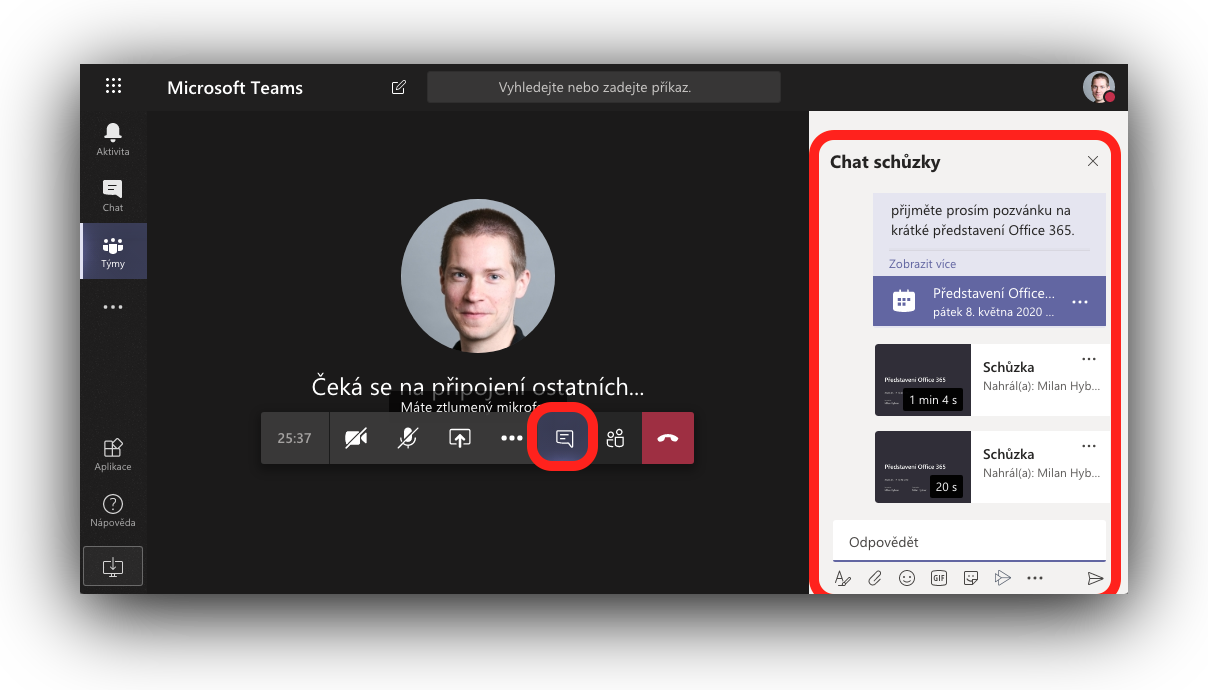 Microsoft Teams
Vyhledejte nebo zadejte příkaz.
Aktivita
Chat
Týmy
Aplikace
Nápověda
Čeká se na připojení ostatních...
Máte ztlumený
25:37
Chat schůzky
přijměte prosím pozvánku na
krátké představení Office 365.
Zobrazit více
Představení Office...
pátek 8. května 2020 ...
Představení Office 365
1 min 4 s
Schůzka
Nahrál(a): Milan Hyb...
Představení Office 365
20 s
Schůzka
Nahrál(a): Milan Hyb...
Odpovědět
GIF